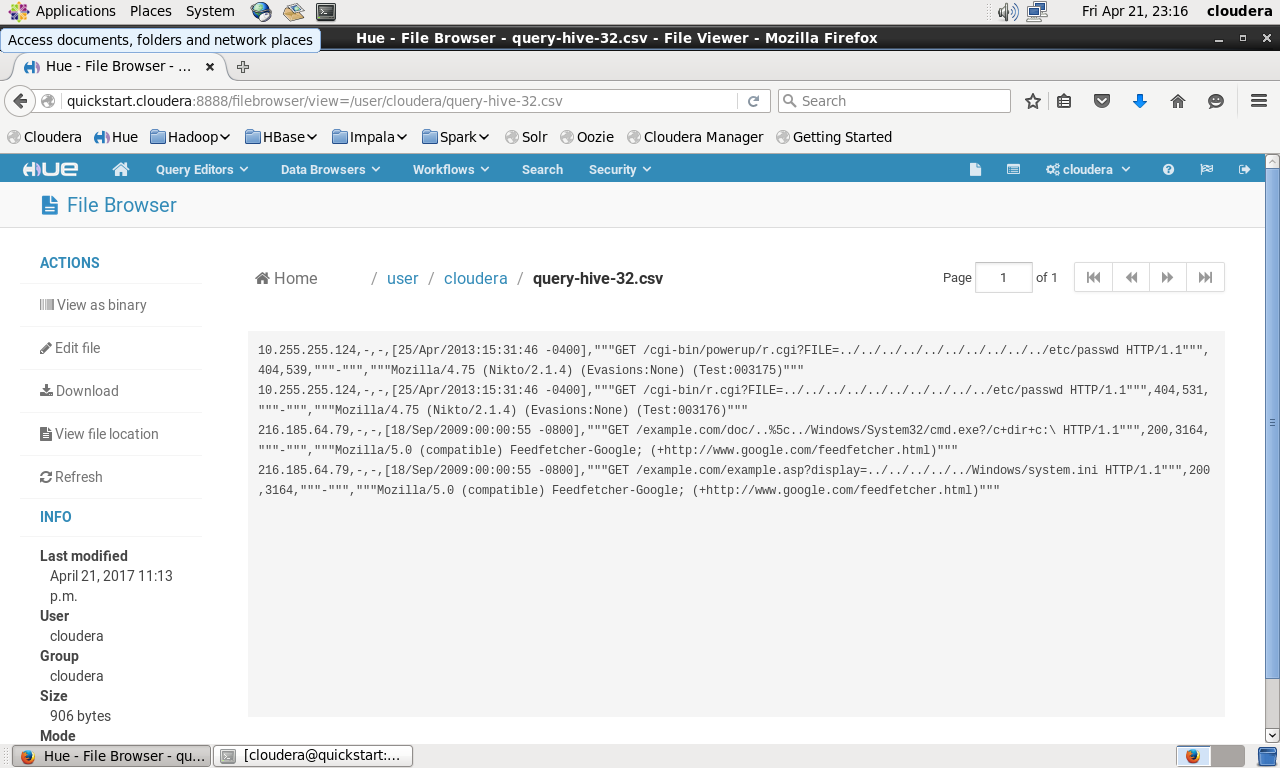 Applications Places System Fri Apr 21, 23:16 cloudera
Access documents, folders and network places
Hue - File Browser - query-hive-32.csv - File Viewer - Mozilla Firefox
Hue - File Browser - ...
quickstart.cloudera:8888/filebrowser/view=/user/cloudera/query-hive-32.csv
Search
Cloudera Hue Hadoop HBase Impala Spark Solr Oozie Cloudera Manager Getting Started
HUE Query Editors Data Browsers Workflows Search Security cloudera
File Browser
ACTIONS
View as binary
Edit file
Download
View file location
Refresh
INFO
Last modified
April 21, 2017 11:13
p.m.
User
cloudera
Group
cloudera
Size
906 bytes
Mode
Home / user / cloudera / query-hive-32.csv
Page 1 of 1
10.255.255.124,-,-,[25/Apr/2013:15:31:46 -0400],"""GET /cgi-bin/powerup/r.cgi?FILE=../../../../../../../../../../etc/passwd HTTP/1.1""",
404,539,"""-""","""Mozilla/4.75 (Nikto/2.1.4) (Evasions:None) (Test:003175)"""
10.255.255.124,-,-,[25/Apr/2013:15:31:46 -0400],"""GET /cgi-bin/r.cgi?FILE=../../../../../../../../../../etc/passwd HTTP/1.1""",404,531,
"""-""","""Mozilla/4.75 (Nikto/2.1.4) (Evasions:None) (Test:003176)"""
216.185.64.79,-,-,[18/Sep/2009:00:00:55 -0800],"""GET /example.com/doc/..%5c../Windows/System32/cmd.exe?/c+dir+c:\ HTTP/1.1""",200,3164,
"""-""","""Mozilla/5.0 (compatible) Feedfetcher-Google; (+http://www.google.com/feedfetcher.html)"""
216.185.64.79,-,-,[18/Sep/2009:00:00:55 -0800],"""GET /example.com/example.asp?display=../../../../../Windows/system.ini HTTP/1.1""",200
,3164,"""-""","""Mozilla/5.0 (compatible) Feedfetcher-Google; (+http://www.google.com/feedfetcher.html)"""
Hue - File Browser - qu... [cloudera@quickstart:...